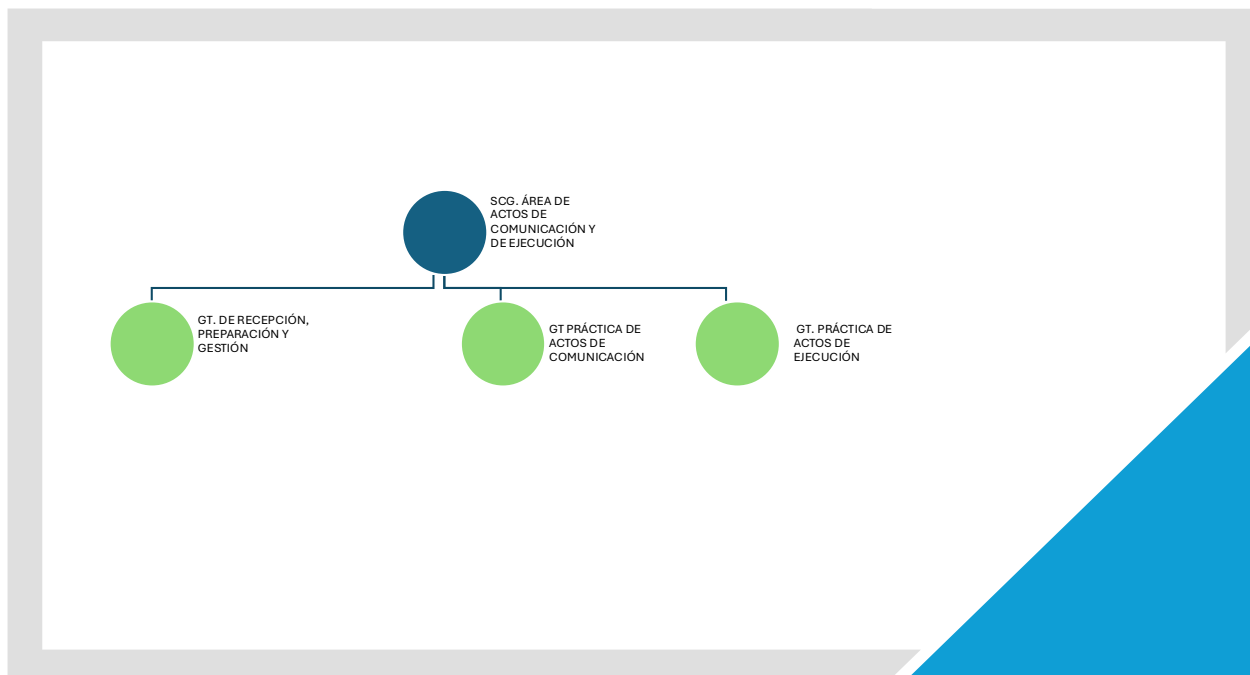 SCG. ÁREA DE
ACTOS DE
COMUNICACIÓN Y
DE EJECUCIÓN
GT. DE RECEPCIÓN,
PREPARACIÓN Y
GESTIÓN
GT PRÁCTICA DE
ACTOS DE
COMUNICACIÓN
GT. PRÁCTICA DE
ACTOS DE
EJECUCIÓN